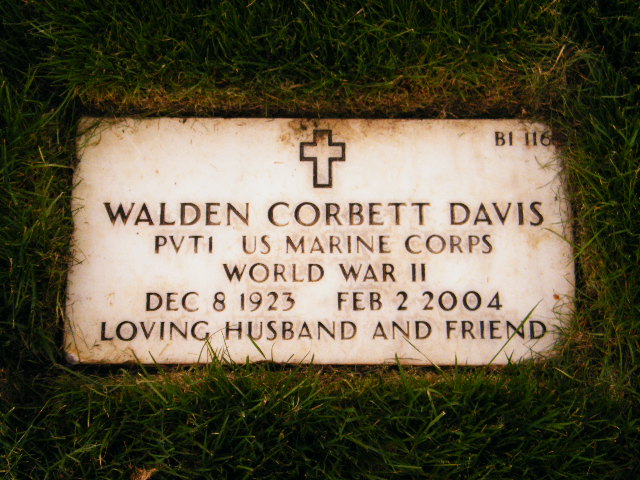 B1 116
WALDEN CORBETT DAVIS
PVT1 US MARINE CORPS
WORLD WAR II
DEC 8 1923 FEB 2 2004
LOVING HUSBAND AND FRIEND